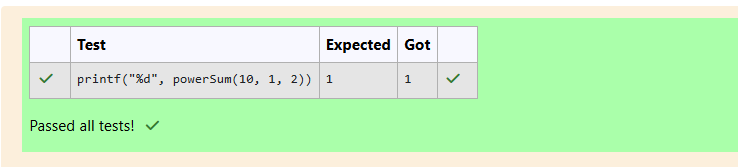 Test Expected Got
printf("%d", powerSum(10, 1, 2)) 1 1
Passed all tests!